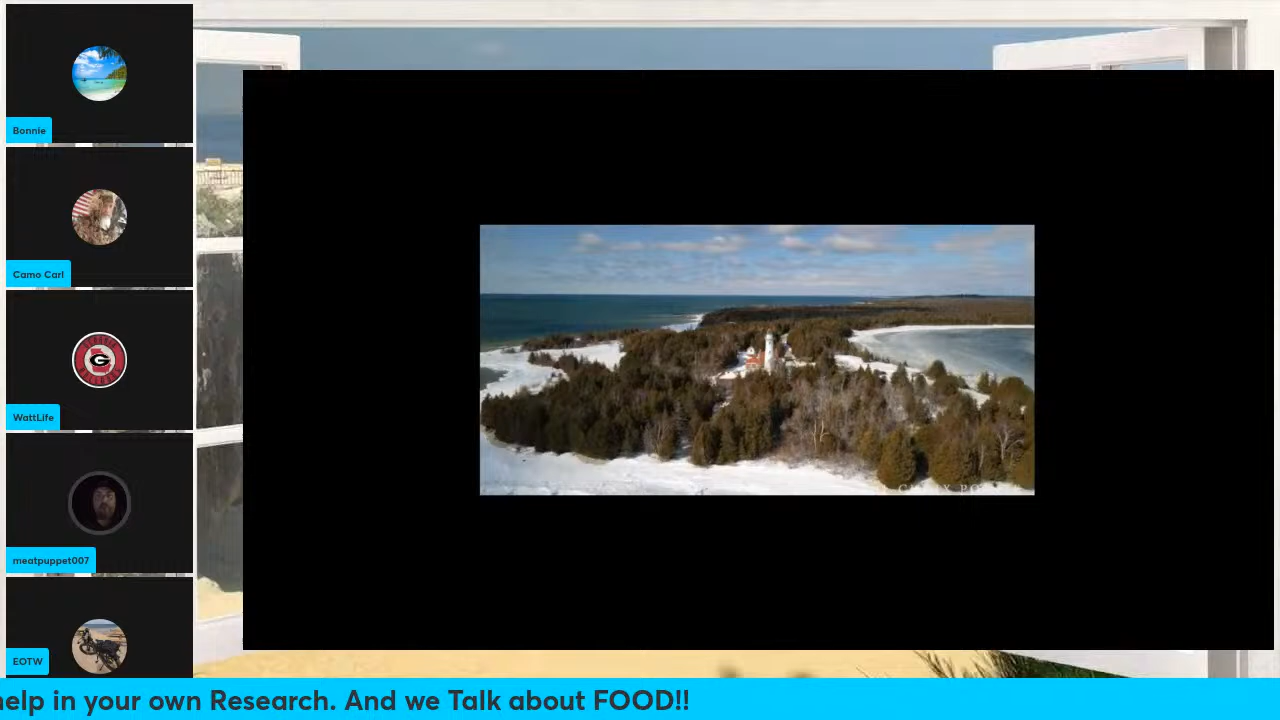 Bonnie
Camo Carl
WattLife
G
meatpuppet007
EOTW
help in your own Research. And we Talk about FOOD!!